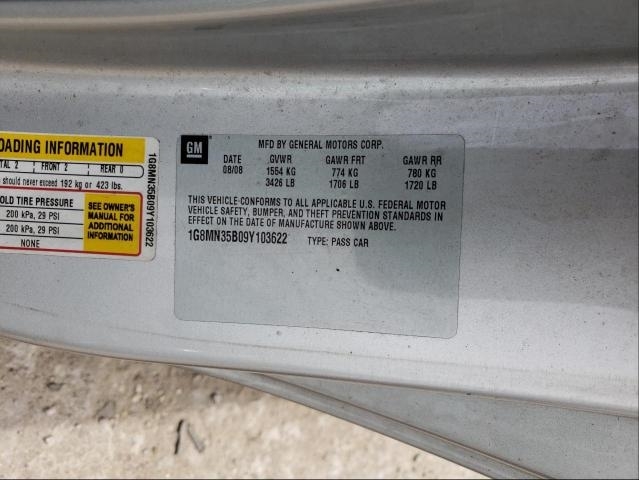 OADING INFORMATION
TAL 2 FRONT 2 REAR 0
should never exceed 192 kg or 423 lbs.
OLD TIRE PRESSURE
200 kPa, 29 PSI
200 kPa, 29 PSI
NONE
SEE OWNER'S
MANUAL FOR
ADDITIONAL
INFORMATION
1G8MN35B09Y103622
GM
MFD BY GENERAL MOTORS CORP.
DATE GVWR GAWR FRT GAWR RR
08/08 1554 KG 774 KG 780 KG
3426 LB 1706 LB 1720 LB
THIS VEHICLE CONFORMS TO ALL APPLICABLE U.S. FEDERAL MOTOR
VEHICLE SAFETY, BUMPER, AND THEFT PREVENTION STANDARDS IN
EFFECT ON THE DATE OF MANUFACTURE SHOWN ABOVE.
1G8MN35B09Y103622 TYPE: PASS CAR